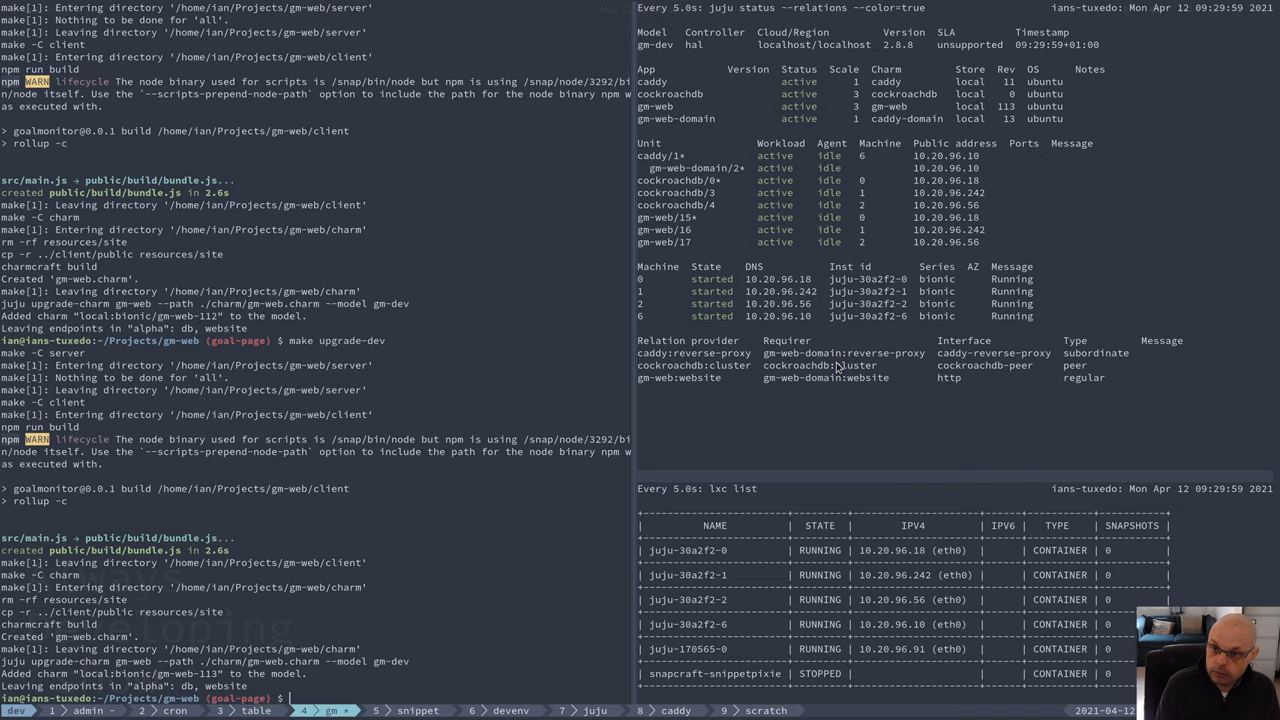 make[1]: Entering directory '/home/ian/Projects/gm-web/server'
make[1]: Nothing to be done for 'all'.
make[1]: Leaving directory '/home/ian/Projects/gm-web/server'
make -C client
npm run build
npm WARN lifecycle The node binary used for scripts is /snap/bin/node but npm is using /snap/node/3292/bi
n/node itself. Use the `--scripts-prepend-node-path` option to include the path for the node binary npm w
as executed with.
> goalmonitor@0.0.1 build /home/ian/Projects/gm-web/client
> rollup -c
src/main.js → public/build/bundle.js...
created public/build/bundle.js in 2.6s
make[1]: Leaving directory '/home/ian/Projects/gm-web/client'
make -C charm
make[1]: Entering directory '/home/ian/Projects/gm-web/charm'
rm -rf resources/site
cp -r ../client/public resources/site
charmcraft build
Created 'gm-web.charm'.
make[1]: Leaving directory '/home/ian/Projects/gm-web/charm'
juju upgrade-charm gm-web --path ./charm/gm-web.charm --model gm-dev
Added charm "local:bionic/gm-web-112" to the model.
Leaving endpoints in "alpha": db, website
ian@ians-tuxedo:~/Projects/gm-web (goal-page) $ make upgrade-dev
make -C server
make[1]: Entering directory '/home/ian/Projects/gm-web/server'
make[1]: Nothing to be done for 'all'.
make[1]: Leaving directory '/home/ian/Projects/gm-web/server'
make -C client
make[1]: Entering directory '/home/ian/Projects/gm-web/client'
npm run build
npm WARN lifecycle The node binary used for scripts is /snap/bin/node but npm is using /snap/node/3292/bi
n/node itself. Use the `--scripts-prepend-node-path` option to include the path for the node binary npm w
as executed with.
> goalmonitor@0.0.1 build /home/ian/Projects/gm-web/client
> rollup -c
src/main.js → public/build/bundle.js...
created public/build/bundle.js in 2.6s
make[1]: Leaving directory '/home/ian/Projects/gm-web/client'
make -C charm
make[1]: Entering directory '/home/ian/Projects/gm-web/charm'
rm -rf resources/site
cp -r ../client/public resources/site
charmcraft build
Created 'gm-web.charm'.
make[1]: Leaving directory '/home/ian/Projects/gm-web/charm'
juju upgrade-charm gm-web --path ./charm/gm-web.charm --model gm-dev
Added charm "local:bionic/gm-web-113" to the model.
Leaving endpoints in "alpha": db, website
ian@ians-tuxedo:~/Projects/gm-web (goal-page) $
Every 5.0s: juju status --relations --color=true ians-tuxedo: Mon Apr 12 09:29:59 2021
Model Controller Cloud/Region Version SLA Timestamp
gm-dev hal localhost/localhost 2.8.8 unsupported 09:29:59+01:00
App Version Status Scale Charm Store Rev OS Notes
caddy active 1 caddy local 11 ubuntu
cockroachdb active 3 cockroachdb local 0 ubuntu
gm-web active 3 gm-web local 113 ubuntu
gm-web-domain active 1 caddy-domain local 13 ubuntu
Unit Workload Agent Machine Public address Ports Message
caddy/1* active idle 6 10.20.96.10
gm-web-domain/2* active idle 10.20.96.10
cockroachdb/0* active idle 0 10.20.96.18
cockroachdb/3 active idle 1 10.20.96.242
cockroachdb/4 active idle 2 10.20.96.56
gm-web/15* active idle 0 10.20.96.18
gm-web/16 active idle 1 10.20.96.242
gm-web/17 active idle 2 10.20.96.56
Machine State DNS Inst id Series AZ Message
0 started 10.20.96.18 juju-30a2f2-0 bionic Running
1 started 10.20.96.242 juju-30a2f2-1 bionic Running
2 started 10.20.96.56 juju-30a2f2-2 bionic Running
6 started 10.20.96.10 juju-30a2f2-6 bionic Running
Relation provider Requirer Interface Type Message
caddy:reverse-proxy gm-web-domain:reverse-proxy caddy-reverse-proxy subordinate
cockroachdb:cluster cockroachdb:cluster cockroachdb-peer peer
gm-web:website gm-web-domain:website http regular
Every 5.0s: lxc list ians-tuxedo: Mon Apr 12 09:29:59 2021
| NAME | STATE | IPV4 | IPV6 | TYPE | SNAPSHOTS |
| juju-30a2f2-0 | RUNNING | 10.20.96.18 (eth0) | | CONTAINER | 0
| juju-30a2f2-1 | RUNNING | 10.20.96.242 (eth0) | | CONTAINER | 0
| juju-30a2f2-2 | RUNNING | 10.20.96.56 (eth0) | | CONTAINER | 0
| juju-30a2f2-6 | RUNNING | 10.20.96.10 (eth0) | | CONTAINER | 0
| juju-170565-0 | RUNNING | 10.20.96.91 (eth0) | | CONTAINER | 0
| snapcraft-snippetpixie | STOPPED | | | CONTAINER | 0
dev 1 admin - 2 cron 3 table 4 gm * 5 snippet 6 devenv 7 juju 8 caddy 9 scratch 2021-04-12